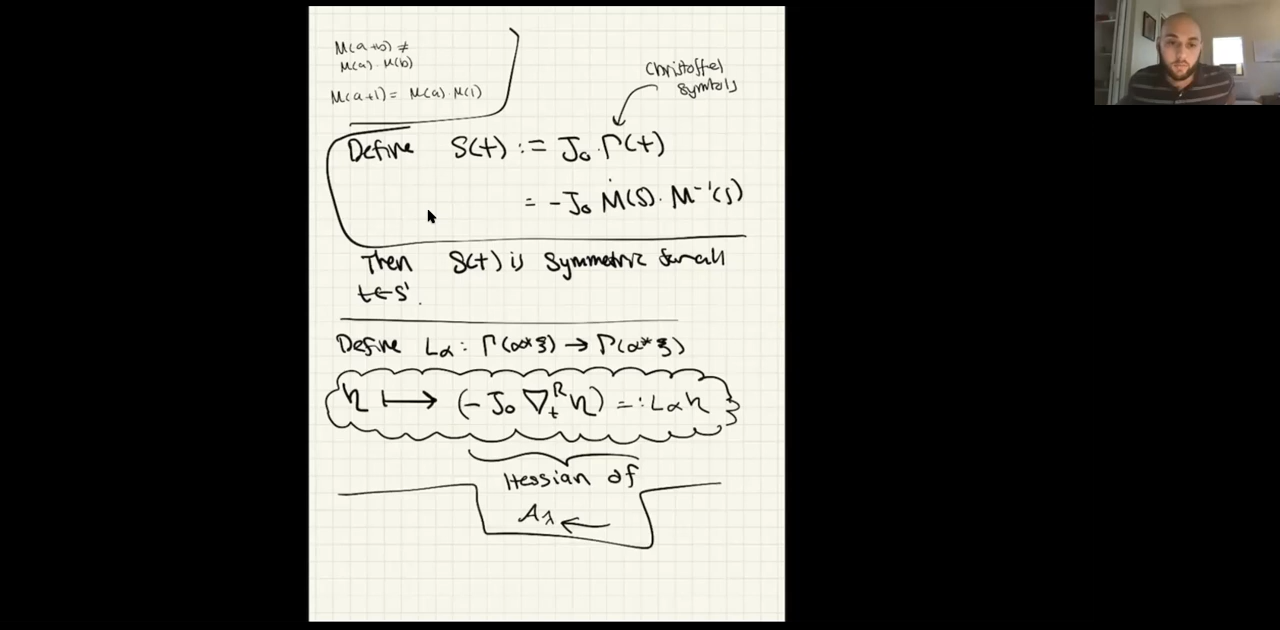 M(a+b) ≠
M(a)·M(b)
M(a+1) = M(a)·M(1)
Christoffel
Symbols
Define S(t) := J₀·Γ(t)
= -J₀ Ṁ(s)·M⁻¹(s)
Then S(t) is symmetric for all
t∈S¹.
Define Lα : Γ(α*ξ) → Γ(α*ξ)
η ⟼ (-J₀ ∇ₜᴿ η) =: Lα η
Hessian of
Aλ ←